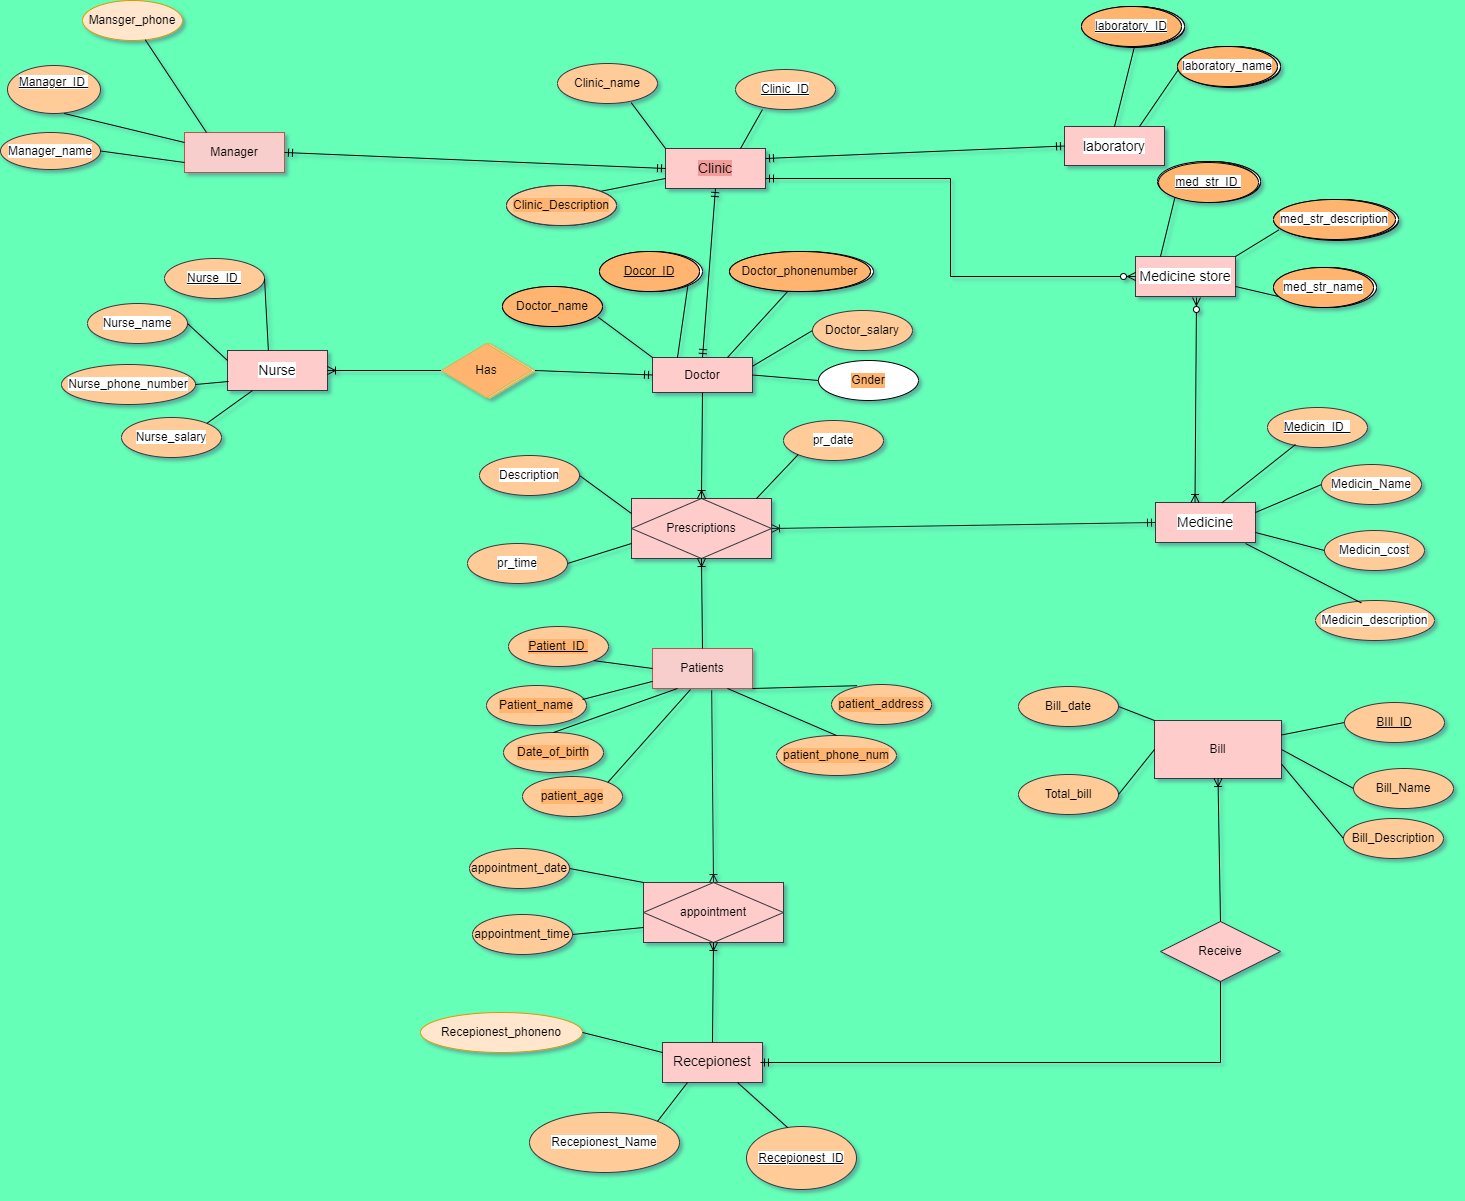 Mansger_phone
Manager_ID
Manager_name
Manager
Clinic_name
Clinic_ID
Clinic
Clinic_Description
laboratory_ID
laboratory_name
laboratory
med_str_ID
med_str_description
Medicine store
med_str_name
Nurse_ID
Nurse_name
Nurse
Nurse_phone_number
Nurse_salary
Has
Docor_ID
Doctor_phonenumber
Doctor_name
Doctor_salary
Doctor
Gnder
pr_date
Description
Prescriptions
pr_time
Medicin_ID
Medicin_Name
Medicine
Medicin_cost
Medicin_description
Patient_ID
Patients
Patient_name
patient_address
Date_of_birth
patient_phone_num
patient_age
Bill_date
BIll_ID
Bill
Total_bill
Bill_Name
Bill_Description
appointment_date
appointment
appointment_time
Receive
Recepionest_phoneno
Recepionest
Recepionest_Name
Recepionest_ID